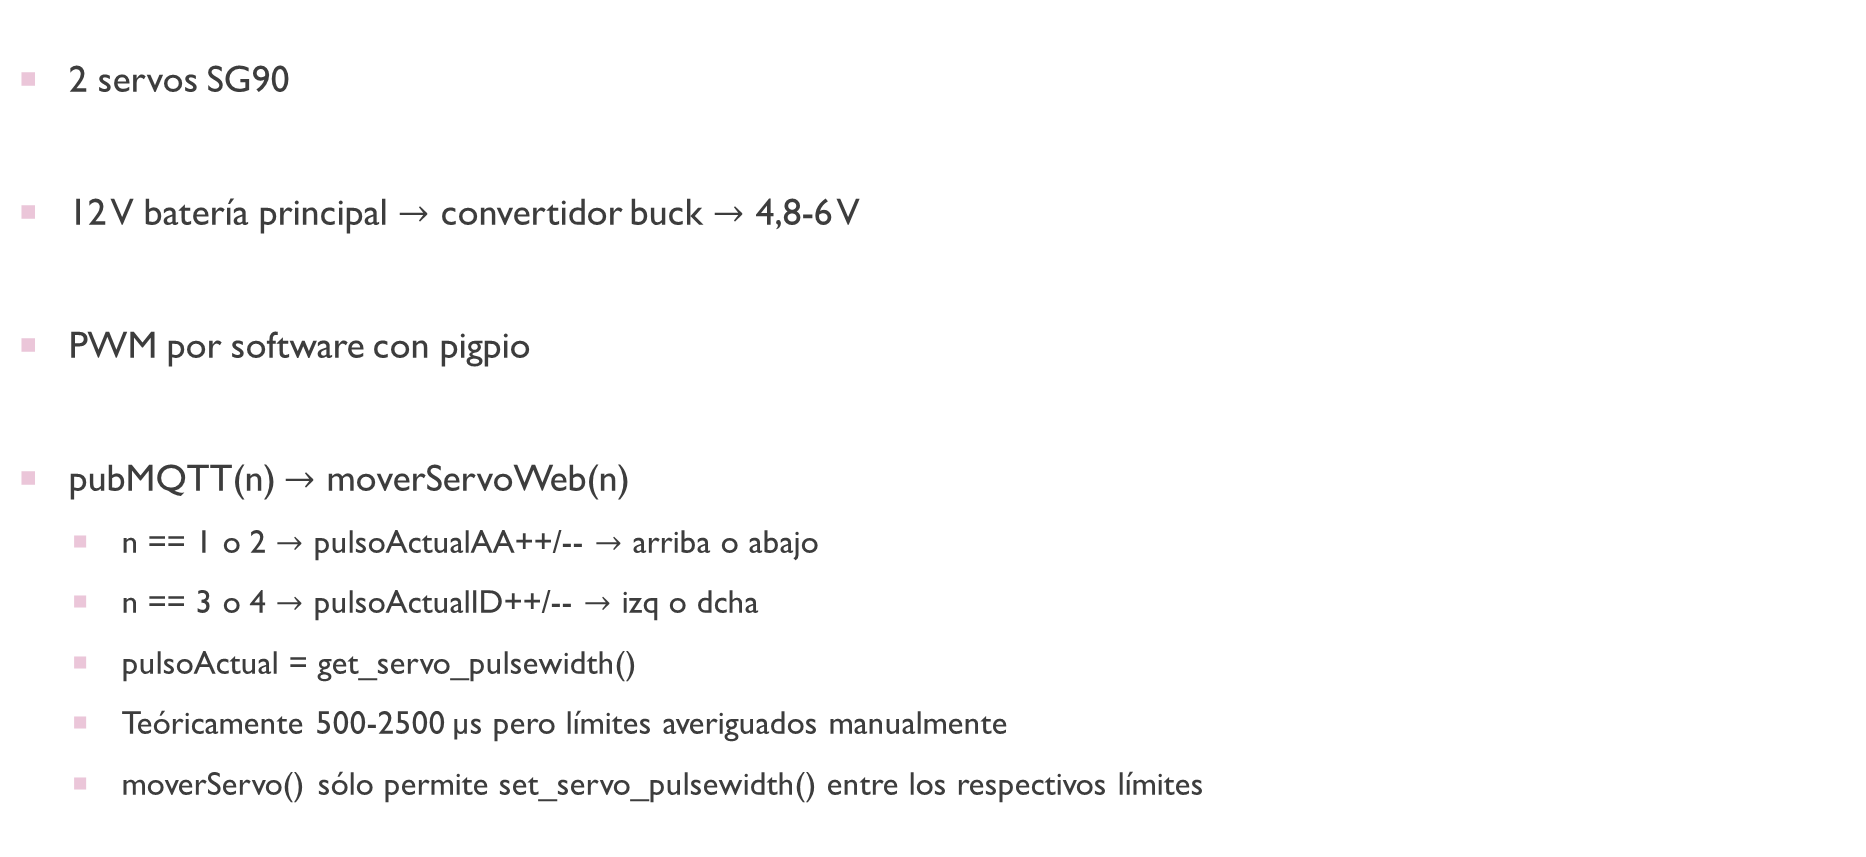 2 servos SG90
12V batería principal → convertidor buck → 4,8-6V
PWM por software con pigpio
pubMQTT(n) → moverServoWeb(n)
n == 1 o 2 → pulsoActualAA++/-- → arriba o abajo
n == 3 o 4 → pulsoActualID++/-- → izq o dcha
pulsoActual = get_servo_pulsewidth()
Teóricamente 500-2500 µs pero límites averiguados manualmente
moverServo() sólo permite set_servo_pulsewidth() entre los respectivos límites